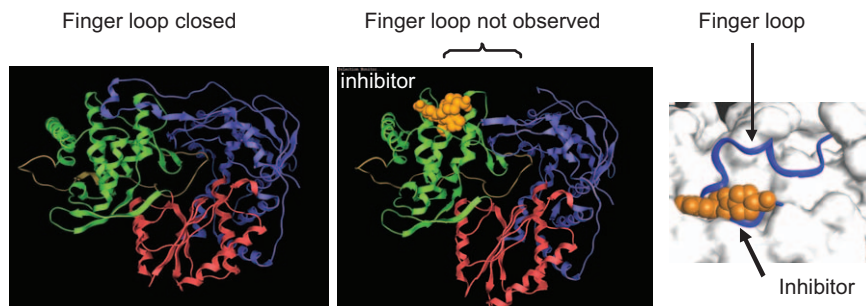 Finger loop closed
Finger loop not observed
Finger loop
inhibitor
Inhibitor